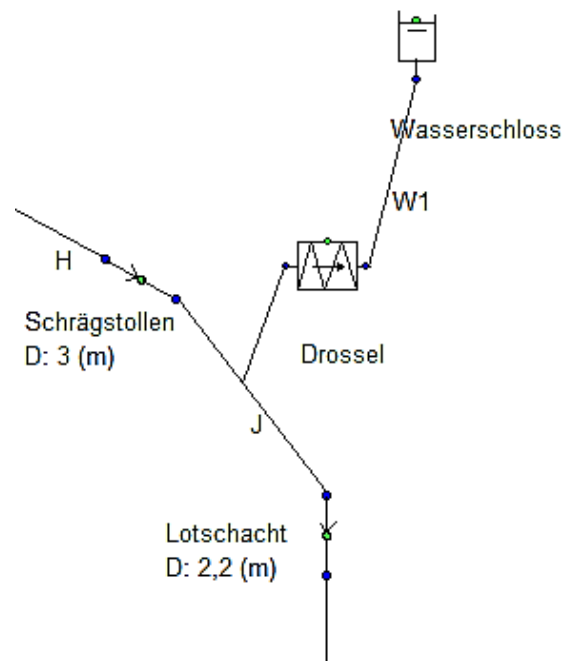 Wasserschloss
W1
H
Schrägstollen
D: 3 (m)
Drossel
J
Lotschacht
D: 2,2 (m)